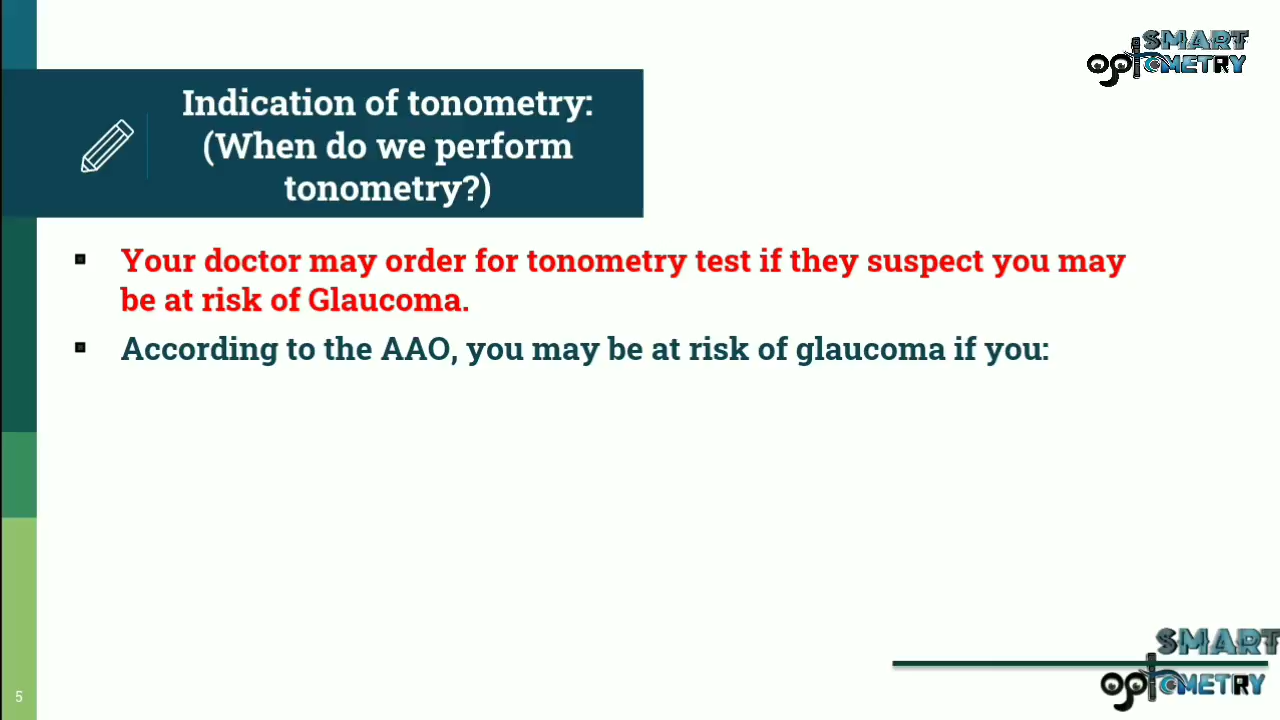 SMART
optOMETRY
Indication of tonometry:
(When do we perform
tonometry?)
Your doctor may order for tonometry test if they suspect you may
be at risk of Glaucoma.
According to the AAO, you may be at risk of glaucoma if you:
SMART
optOMETRY
5